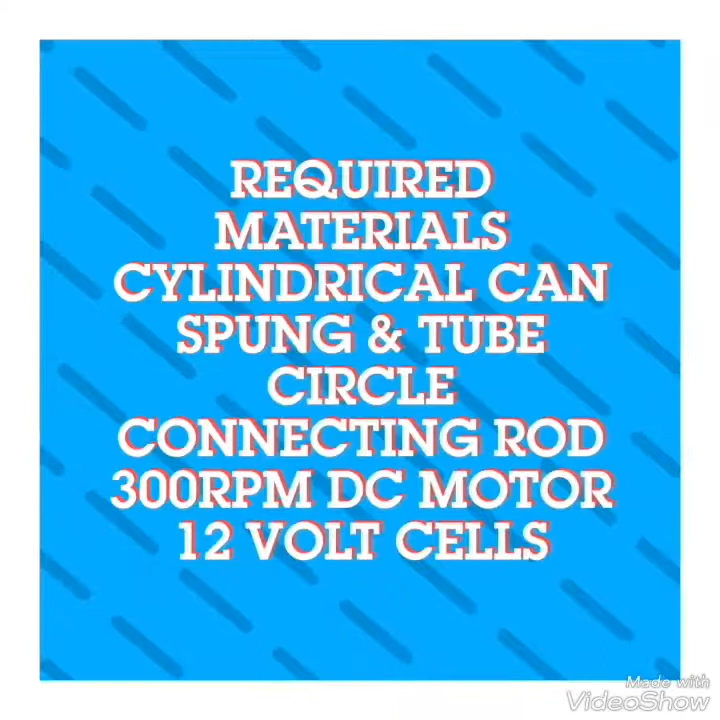 REQUIRED
MATERIALS
CYLINDRICAL CAN
SPUNG & TUBE
CIRCLE
CONNECTING ROD
300RPM DC MOTOR
12 VOLT CELLS
Made with
VideoShow